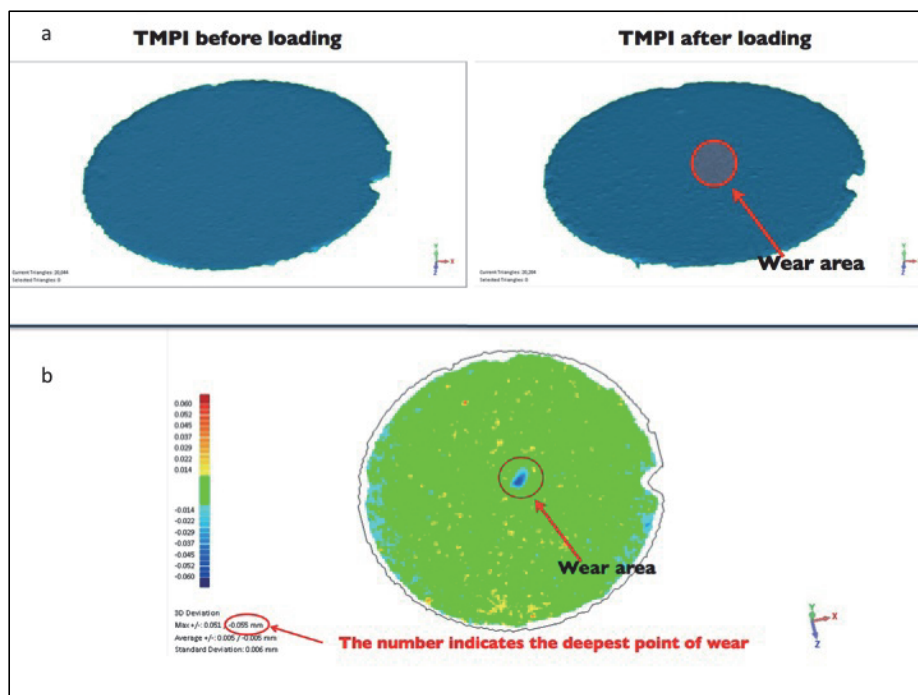 a
TMPI before loading
TMPI after loading
Wear area
Current Triangles: 20,244
Selected Triangles: 0
Y
X
Z
Current Triangles: 20,284
Selected Triangles: 0
Y
X
Z
b
0.060
0.052
0.045
0.037
0.030
0.022
0.014
-0.014
-0.022
-0.029
-0.037
-0.045
-0.052
-0.060
Wear area
3D Deviation
Max +/-: 0.051 / -0.055 mm
Average +/-: 0.005 / -0.005 mm
Standard Deviation: 0.006 mm
The number indicates the deepest point of wear
Y
X
Z